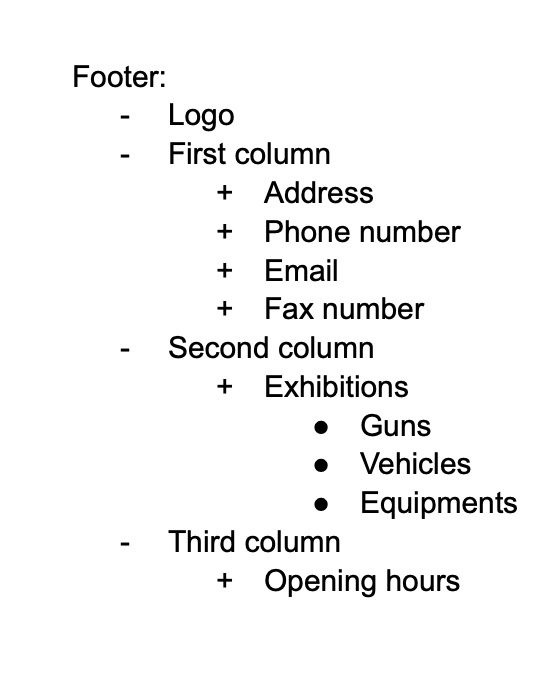 Footer:
- Logo
- First column
+ Address
+ Phone number
+ Email
+ Fax number
- Second column
+ Exhibitions
● Guns
● Vehicles
● Equipments
- Third column
+ Opening hours